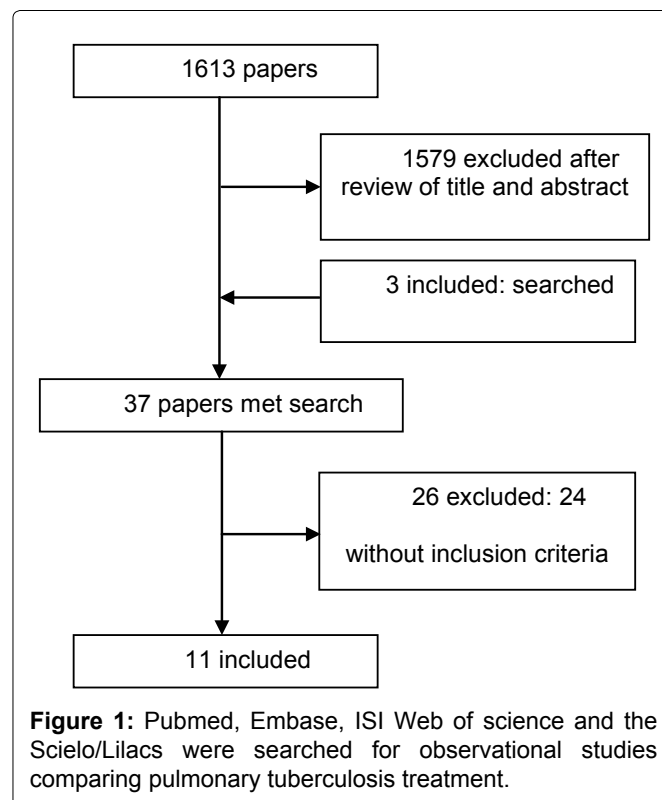 1613 papers
1579 excluded after
review of title and abstract
3 included: searched
37 papers met search
26 excluded: 24
without inclusion criteria
11 included
Figure 1: Pubmed, Embase, ISI Web of science and the
Scielo/Lilacs were searched for observational studies
comparing pulmonary tuberculosis treatment.